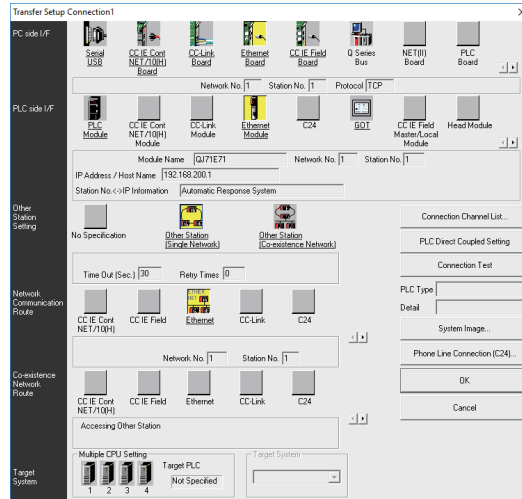 Transfer Setup Connection1
PC side I/F
Serial USB
CC IE Cont NET/10(H) Board
CC-Link Board
Ethernet Board
CC IE Field Board
Q Series Bus
NET(II) Board
PLC Board
Network No. 1 Station No. 1 Protocol TCP
PLC side I/F
PLC Module
CC IE Cont NET/10(H) Module
CC-Link Module
Ethernet Module
C24
GOT
CC IE Field Master/Local Module
Head Module
Module Name QJ71E71 Network No. 1 Station No. 1
IP Address / Host Name 192.168.200.1
Station No.<->IP Information Automatic Response System
Other Station Setting
No Specification
Other Station (Single Network)
Other Station (Co-existence Network)
Time Out (Sec.) 30 Retry Times 0
Connection Channel List...
PLC Direct Coupled Setting
Connection Test
PLC Type
Detail
System Image...
Phone Line Connection (C24)...
OK
Cancel
Network Communication Route
CC IE Cont NET/10(H)
CC IE Field
Ethernet
CC-Link
C24
Network No. 1 Station No. 1
Co-existence Network Route
CC IE Cont NET/10(H)
CC IE Field
Ethernet
CC-Link
C24
Accessing Other Station
Target System
Multiple CPU Setting
1 2 3 4
Target PLC
Not Specified
Target System